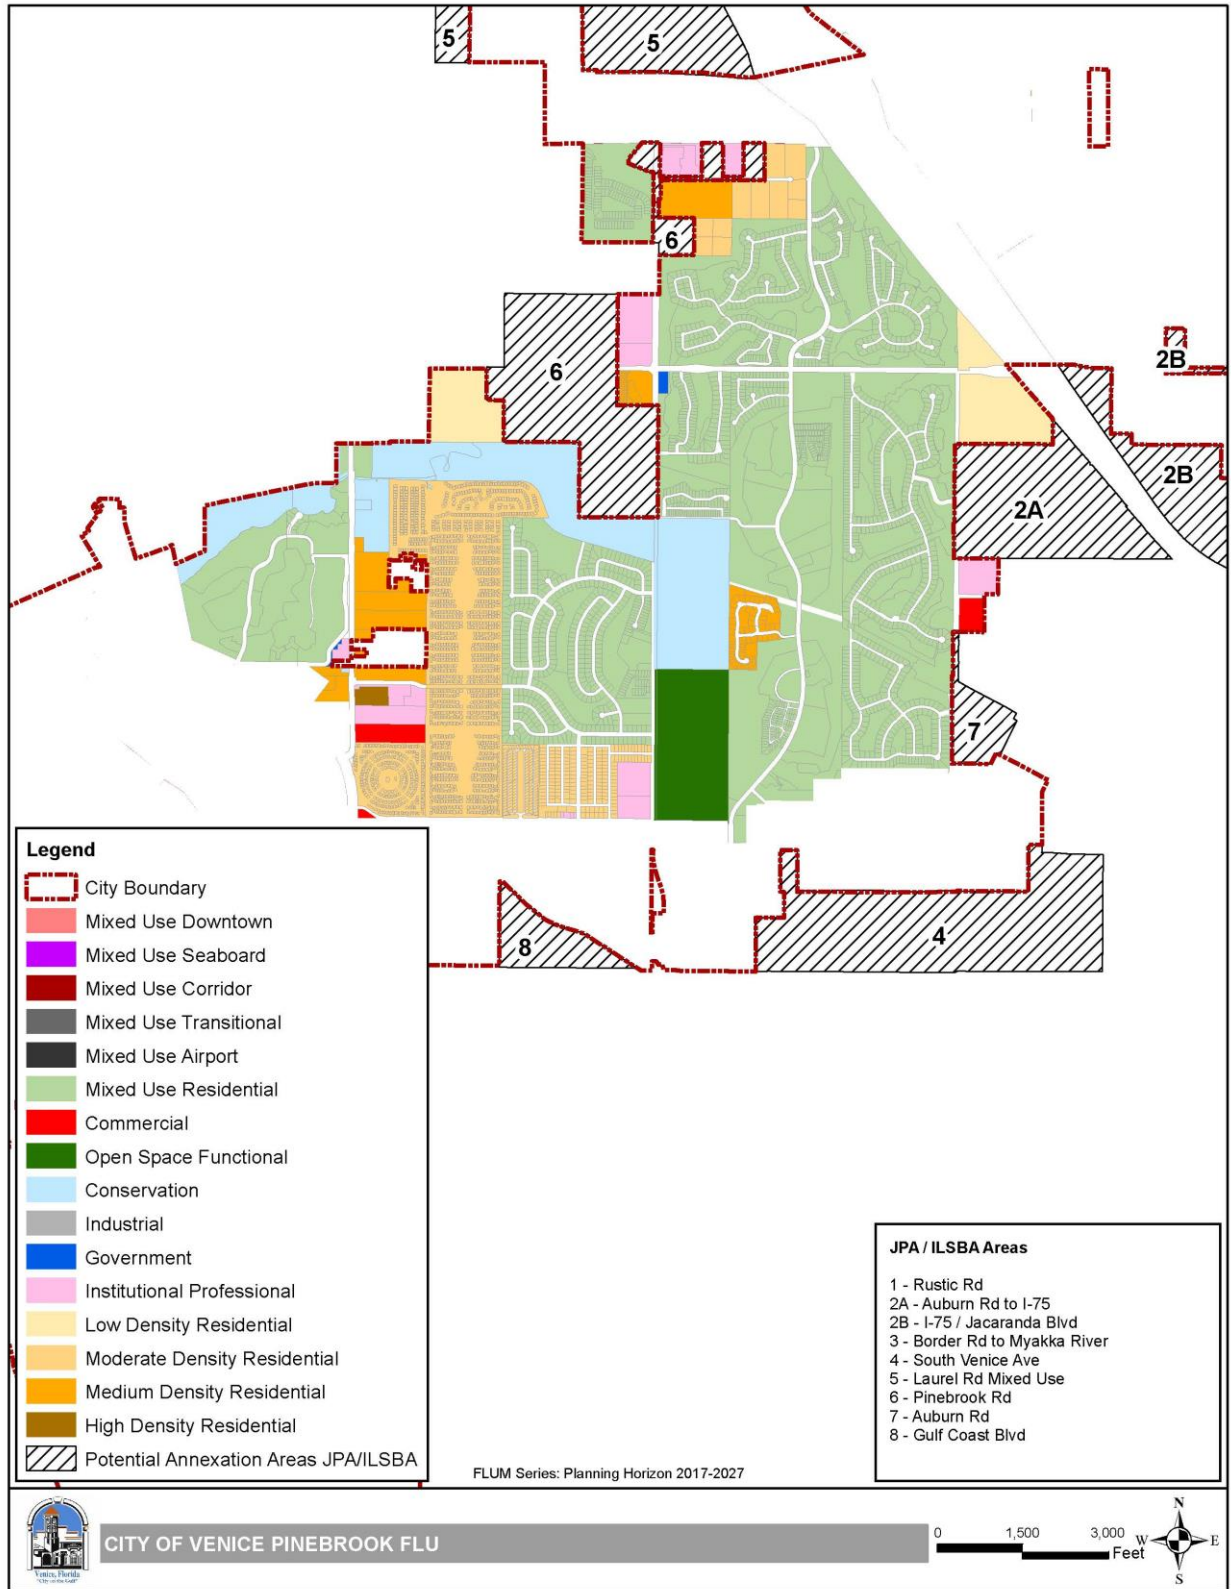 5
5
6
6
2B
2B
2A
7
4
8
Legend
City Boundary
Mixed Use Downtown
Mixed Use Seaboard
Mixed Use Corridor
Mixed Use Transitional
Mixed Use Airport
Mixed Use Residential
Commercial
Open Space Functional
Conservation
Industrial
Government
Institutional Professional
Low Density Residential
Moderate Density Residential
Medium Density Residential
High Density Residential
Potential Annexation Areas JPA/ILSBA
JPA / ILSBA Areas
1 - Rustic Rd
2A - Auburn Rd to I-75
2B - I-75 / Jacaranda Blvd
3 - Border Rd to Myakka River
4 - South Venice Ave
5 - Laurel Rd Mixed Use
6 - Pinebrook Rd
7 - Auburn Rd
8 - Gulf Coast Blvd
FLUM Series: Planning Horizon 2017-2027
Venice, Florida
"City on the Gulf"
CITY OF VENICE PINEBROOK FLU
0 1,500 3,000
Feet
N
W E
S